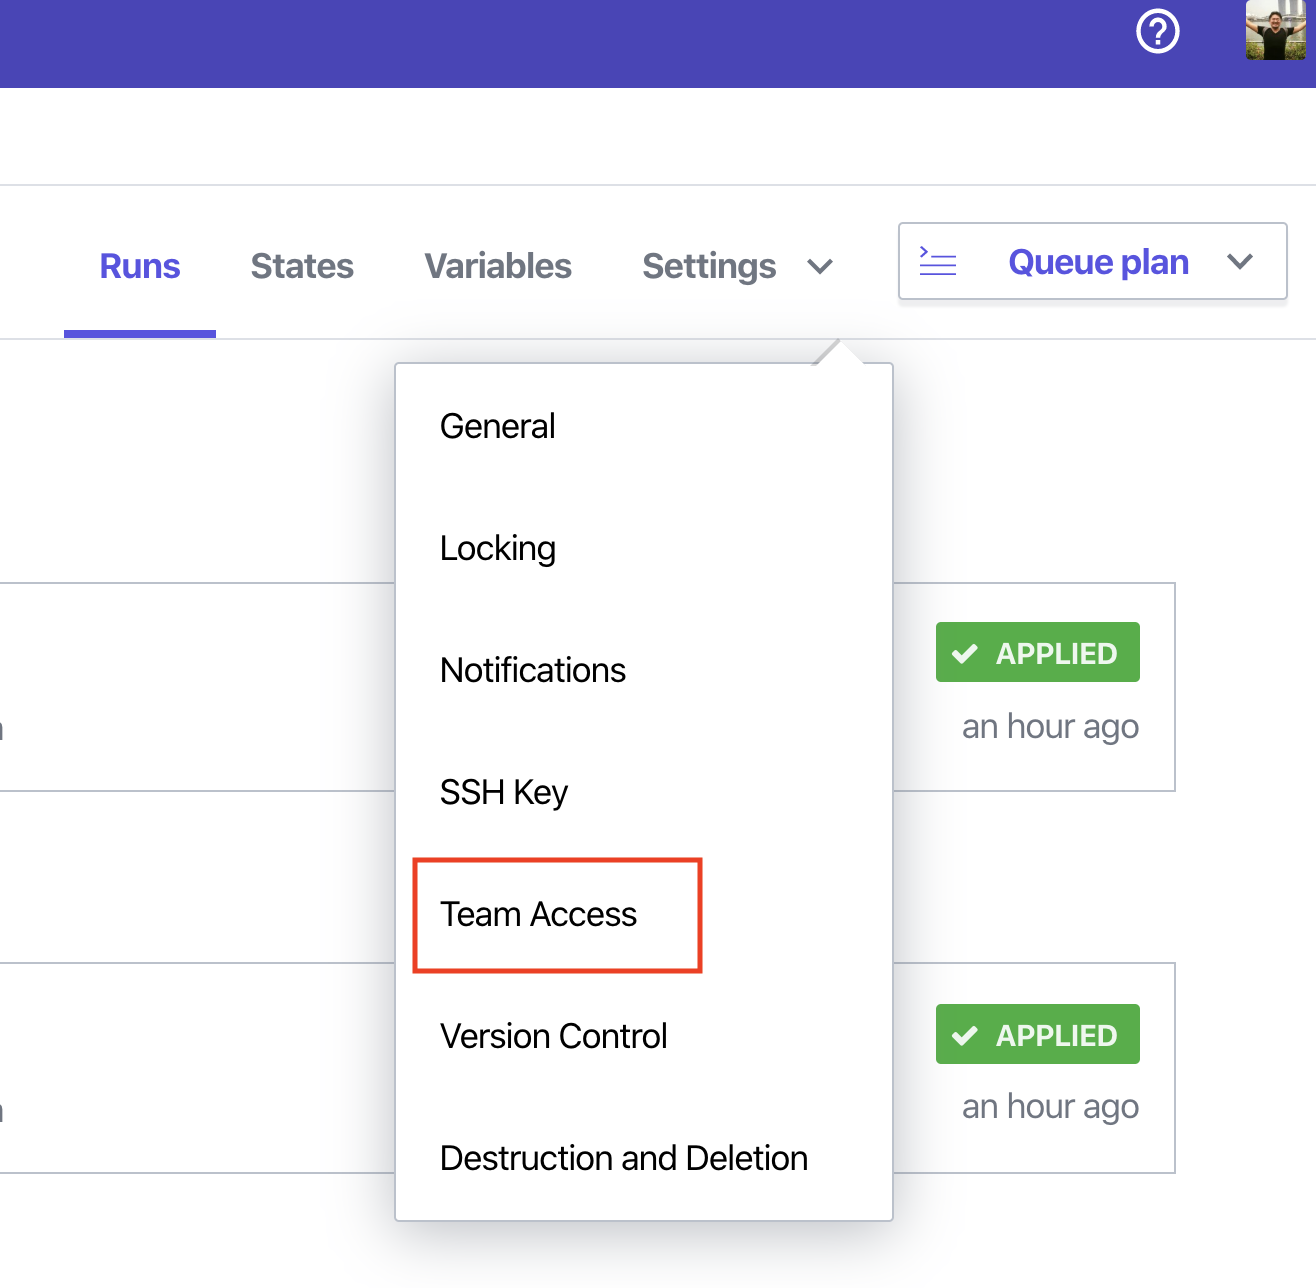 Runs States Variables Settings Queue plan
General
Locking
Notifications
SSH Key
Team Access
Version Control
Destruction and Deletion
APPLIED
an hour ago
APPLIED
an hour ago